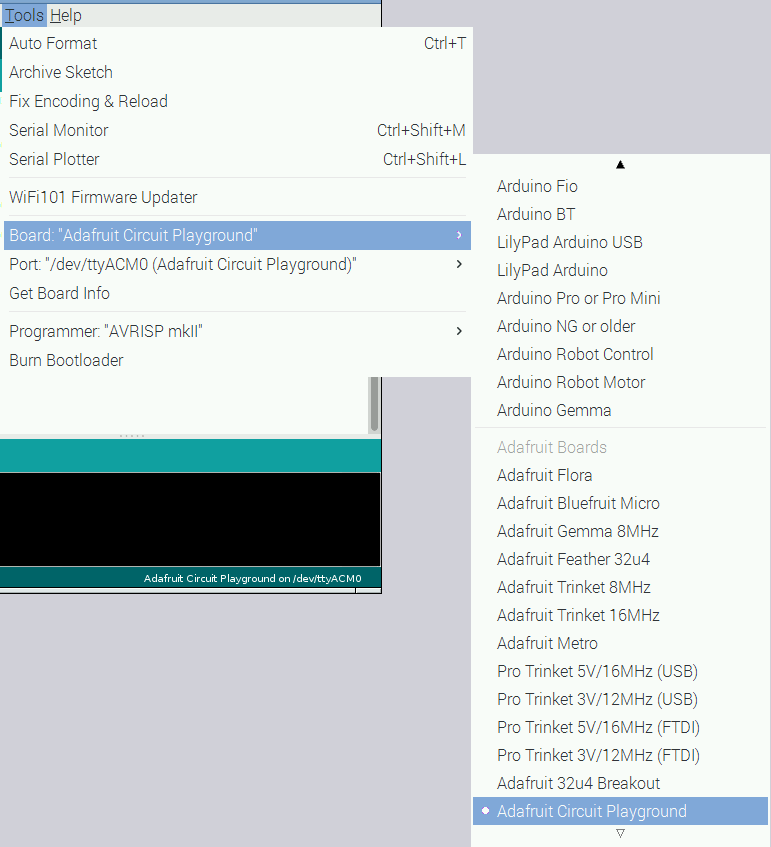 Tools Help
Auto Format Ctrl+T
Archive Sketch
Fix Encoding & Reload
Serial Monitor Ctrl+Shift+M
Serial Plotter Ctrl+Shift+L
WiFi101 Firmware Updater
Board: "Adafruit Circuit Playground"
Port: "/dev/ttyACM0 (Adafruit Circuit Playground)"
Get Board Info
Programmer: "AVRISP mkII"
Burn Bootloader
Adafruit Circuit Playground on /dev/ttyACM0
Arduino Fio
Arduino BT
LilyPad Arduino USB
LilyPad Arduino
Arduino Pro or Pro Mini
Arduino NG or older
Arduino Robot Control
Arduino Robot Motor
Arduino Gemma
Adafruit Boards
Adafruit Flora
Adafruit Bluefruit Micro
Adafruit Gemma 8MHz
Adafruit Feather 32u4
Adafruit Trinket 8MHz
Adafruit Trinket 16MHz
Adafruit Metro
Pro Trinket 5V/16MHz (USB)
Pro Trinket 3V/12MHz (USB)
Pro Trinket 5V/16MHz (FTDI)
Pro Trinket 3V/12MHz (FTDI)
Adafruit 32u4 Breakout
Adafruit Circuit Playground